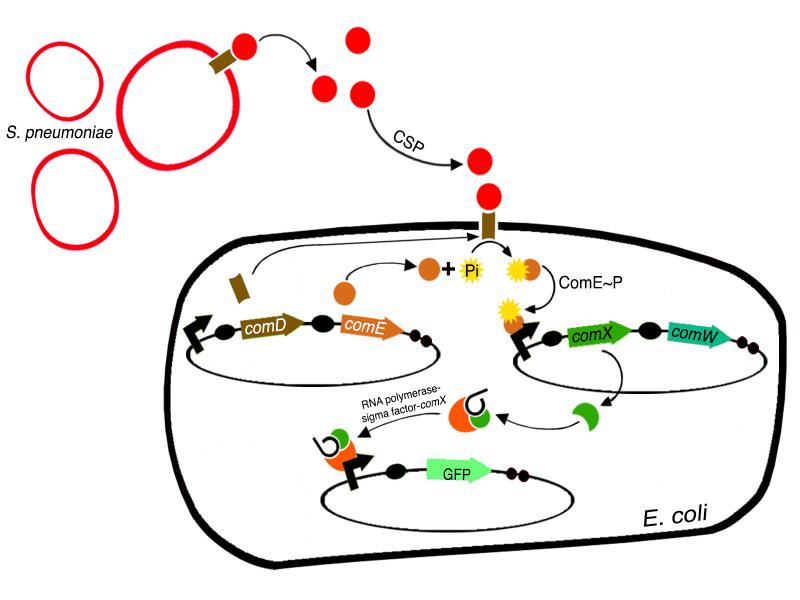 S. pneumoniae
CSP
+ Pi
ComE~P
comD
comE
comX
comW
RNA polymerase-
sigma factor-comX
GFP
E. coli